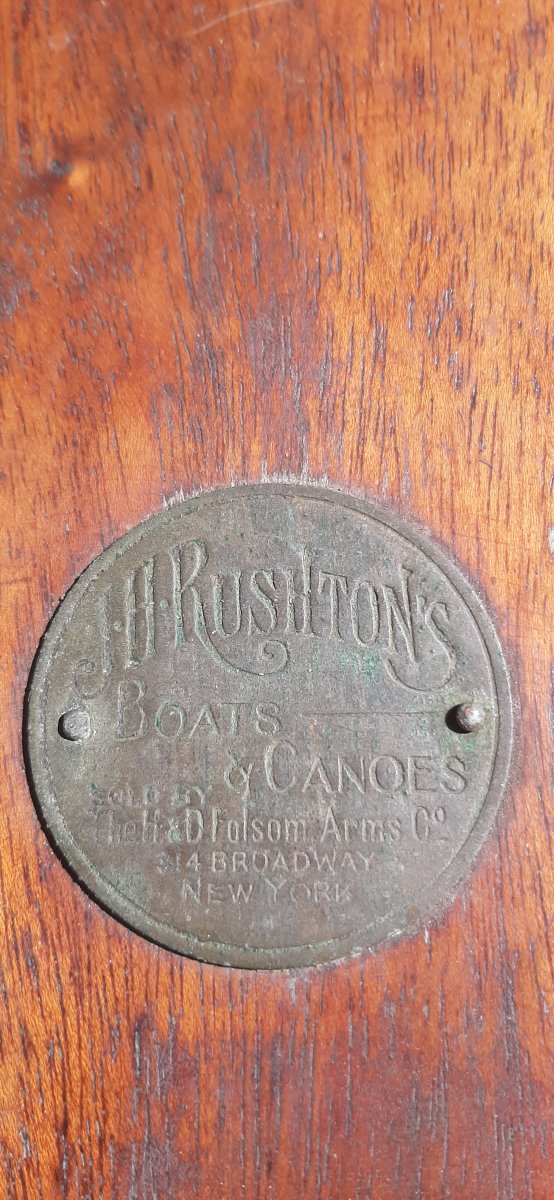 J.H. RUSHTON'S
BOATS
& CANOES
SOLD BY
The H & D Folsom Arms Co
314 BROADWAY
NEW YORK